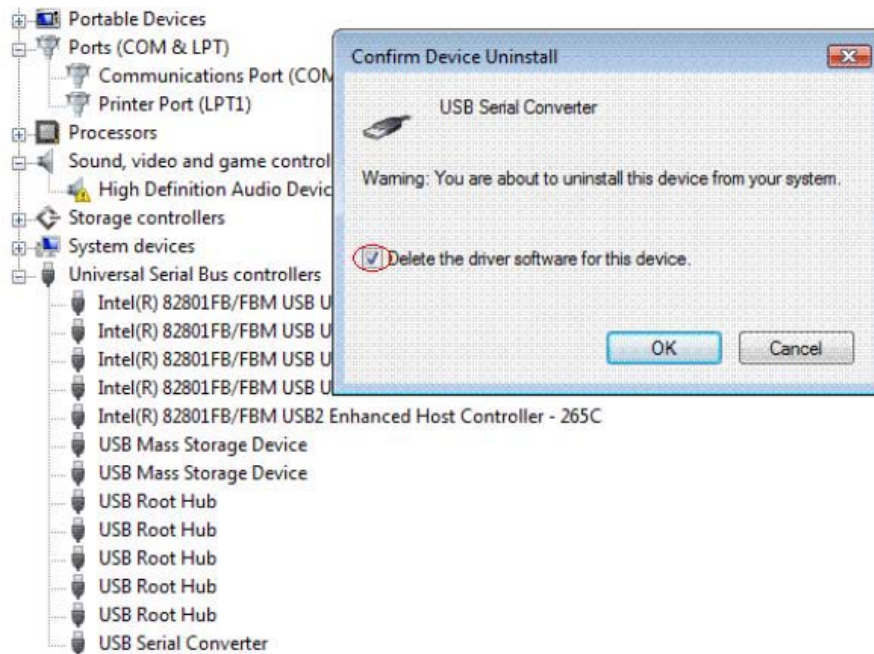 Portable Devices
Ports (COM & LPT)
Communications Port (COM
Printer Port (LPT1)
Processors
Sound, video and game control
High Definition Audio Devic
Storage controllers
System devices
Universal Serial Bus controllers
Intel(R) 82801FB/FBM USB U
Intel(R) 82801FB/FBM USB U
Intel(R) 82801FB/FBM USB U
Intel(R) 82801FB/FBM USB U
Intel(R) 82801FB/FBM USB2 Enhanced Host Controller - 265C
USB Mass Storage Device
USB Mass Storage Device
USB Root Hub
USB Root Hub
USB Root Hub
USB Root Hub
USB Root Hub
USB Serial Converter
Confirm Device Uninstall
USB Serial Converter
Warning: You are about to uninstall this device from your system.
Delete the driver software for this device.
OK
Cancel